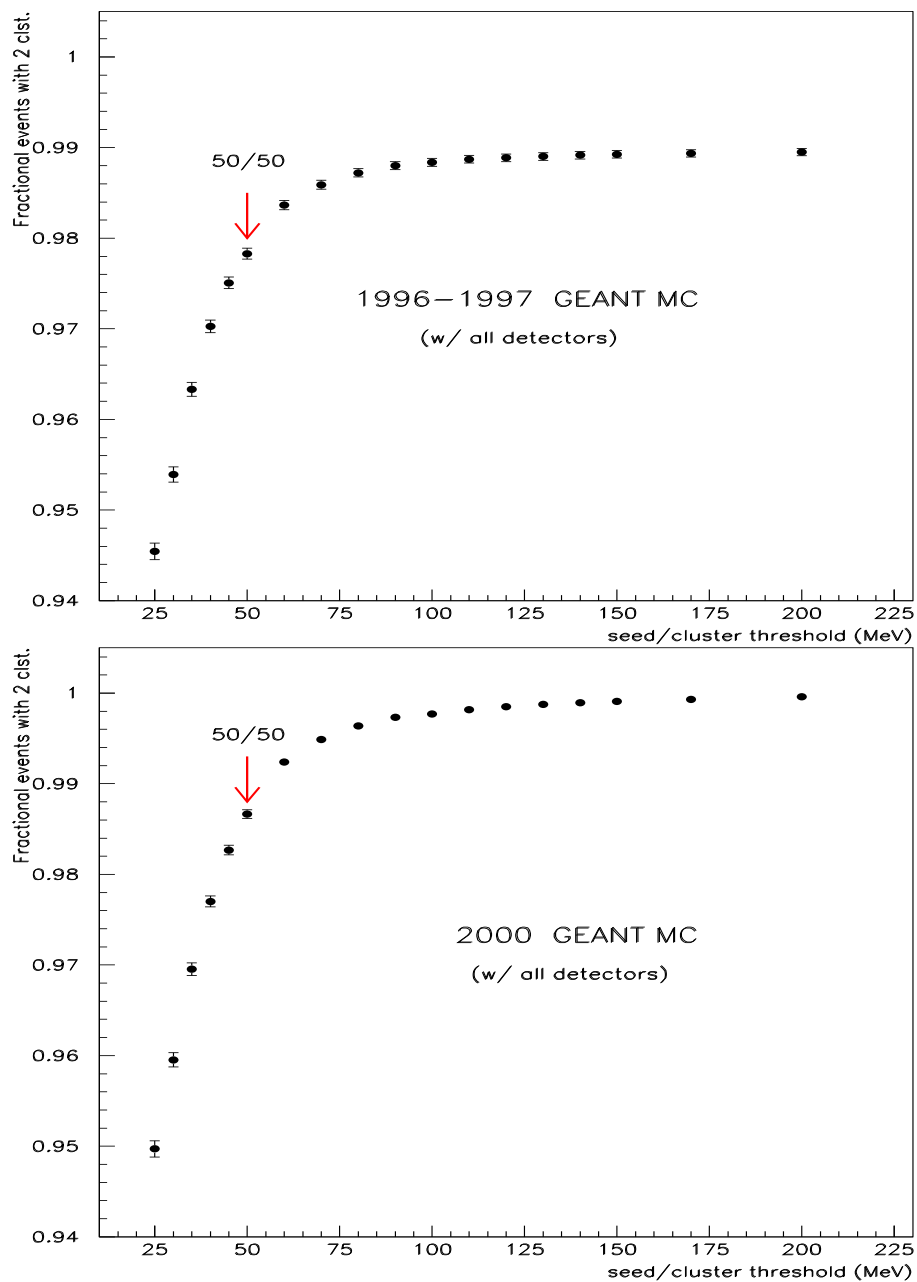 Fractional events with 2 clst.
1
0.99
0.98
0.97
0.96
0.95
0.94
50/50
1996-1997 GEANT MC
(w/ all detectors)
25 50 75 100 125 150 175 200 225
seed/cluster threshold (MeV)
Fractional events with 2 clst.
1
0.99
0.98
0.97
0.96
0.95
0.94
50/50
2000 GEANT MC
(w/ all detectors)
25 50 75 100 125 150 175 200 225
seed/cluster threshold (MeV)